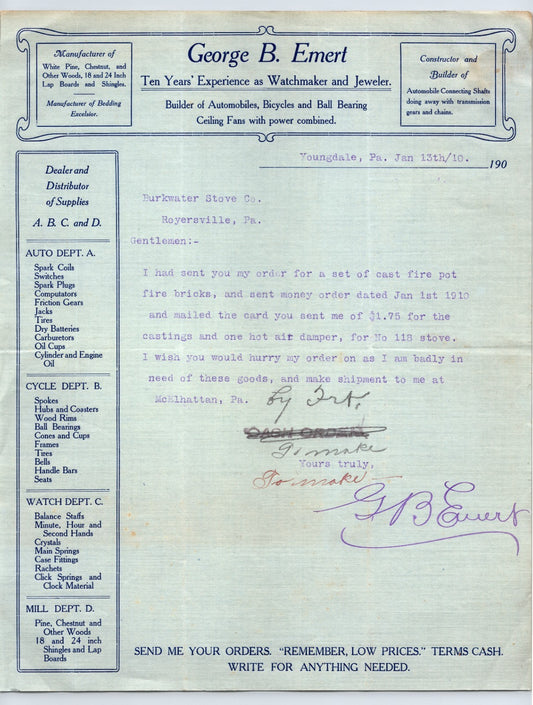 Manufacturer of
White Pine, Chestnut, and
Other Woods, 18 and 24 Inch
Lap Boards and Shingles.
Manufacturer of Bedding
Excelsior.
George B. Emert
Ten Years' Experience as Watchmaker and Jeweler.
Builder of Automobiles, Bicycles and Ball Bearing
Ceiling Fans with power combined.
Constructor and
Builder of
Automobile Connecting Shafts
doing away with transmission
gears and chains.
Youngdale, Pa. Jan 13th/10. 190
Dealer and
Distributor
of Supplies
A. B. C. and D.
AUTO DEPT. A.
Spark Coils
Switches
Spark Plugs
Computators
Friction Gears
Jacks
Tires
Dry Batteries
Carburetors
Oil Cups
Cylinder and Engine
Oil
CYCLE DEPT. B.
Spokes
Hubs and Coasters
Wood Rims
Ball Bearings
Cones and Cups
Frames
Tires
Bells
Handle Bars
Seats
WATCH DEPT. C.
Balance Staffs
Minute, Hour and
Second Hands
Crystals
Main Springs
Case Fittings
Rachets
Click Springs and
Clock Material
MILL DEPT. D.
Pine, Chestnut and
Other Woods
18 and 24 inch
Shingles and Lap
Boards
Burkwater Stove Co.
Royersville, Pa.
Gentlemen:-
I had sent you my order for a set of cast fire pot
fire bricks, and sent money order dated Jan 1st 1910
and mailed the card you sent me of $1.75 for the
castings and one hot air damper, for No 118 stove.
I wish you would hurry my order on as I am badly in
need of these goods, and make shipment to me at
McElhattan, Pa. by Frt.
CASH ORDER.
To make
Yours truly,
To make
G B Emert
SEND ME YOUR ORDERS. "REMEMBER, LOW PRICES." TERMS CASH.
WRITE FOR ANYTHING NEEDED.